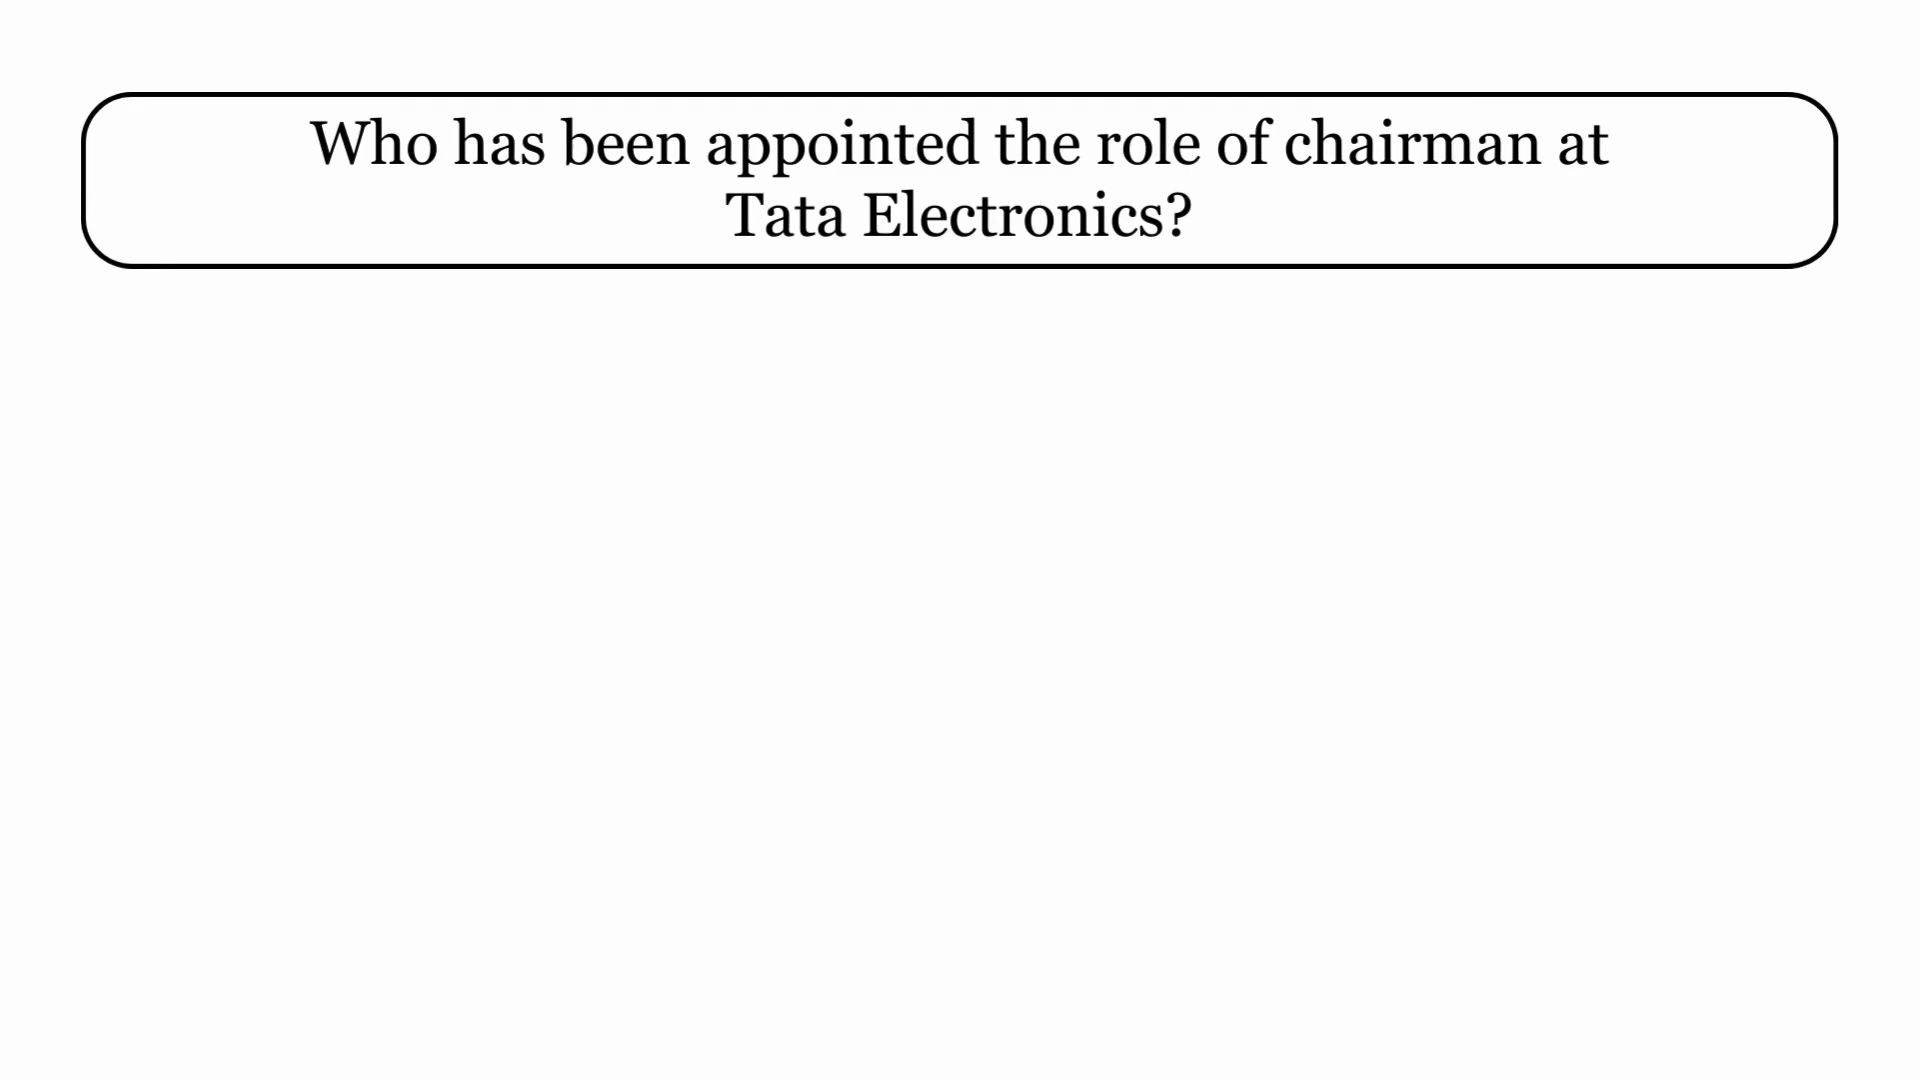 Who has been appointed the role of chairman at
Tata Electronics?